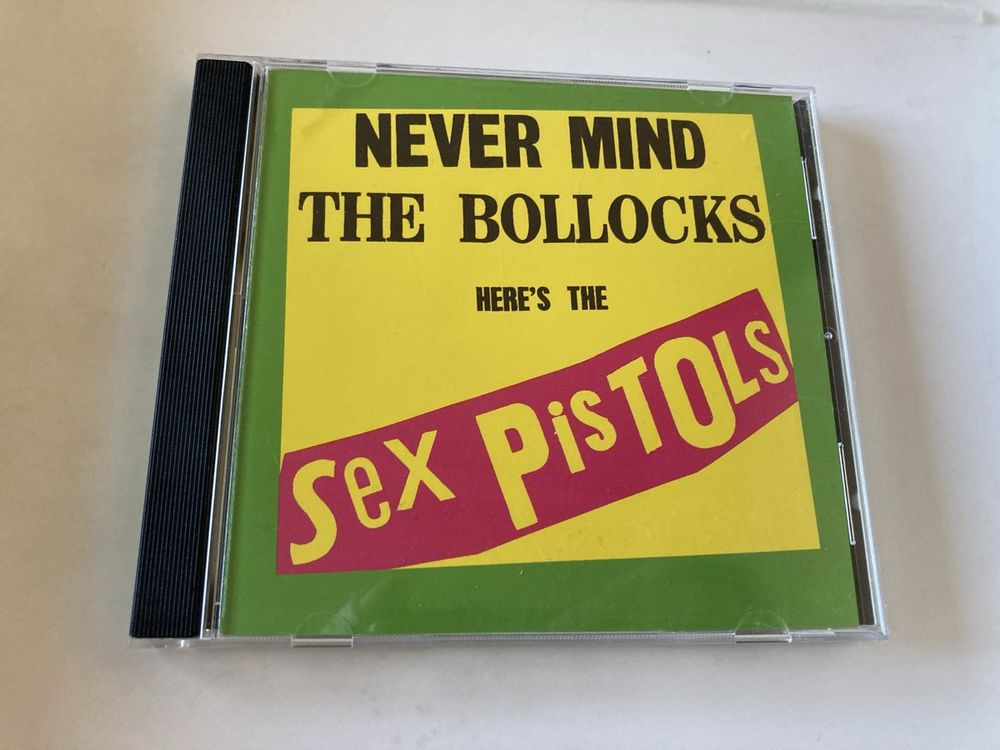 NEVER MIND
THE BOLLOCKS
HERE'S THE
Sex PisTOLS